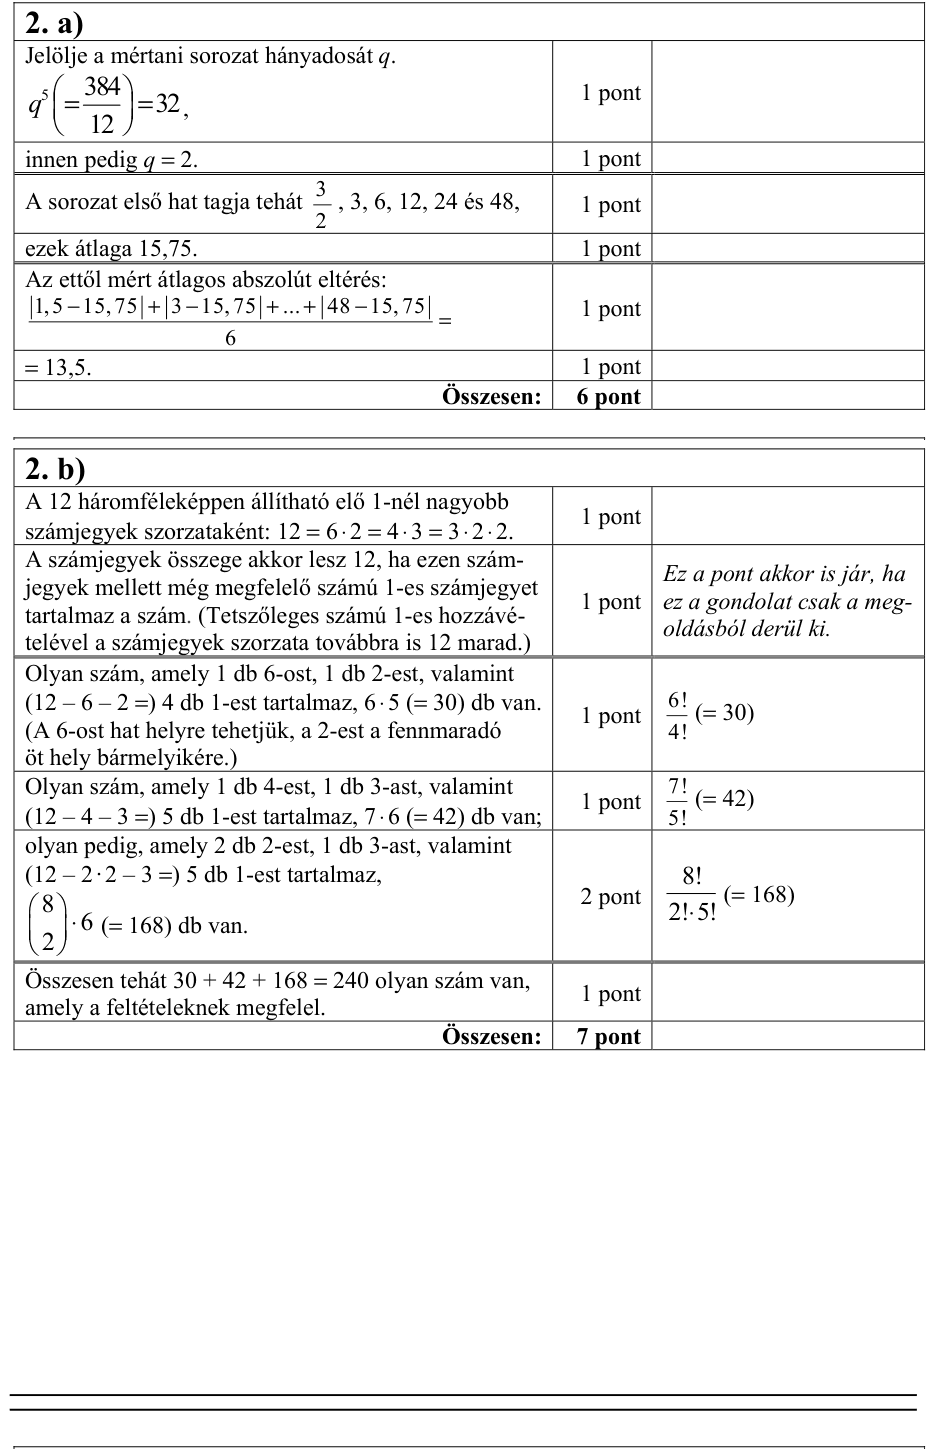 2. a)
Jelölje a mértani sorozat hányadosát q.
q⁵(=384/12)=32,
1 pont
innen pedig q = 2.
1 pont
A sorozat első hat tagja tehát 3/2 , 3, 6, 12, 24 és 48,
1 pont
ezek átlaga 15,75.
1 pont
Az ettől mért átlagos abszolút eltérés:
(|1,5−15,75|+|3−15,75|+...+|48−15,75|)/6 =
1 pont
= 13,5.
1 pont
Összesen: 6 pont
2. b)
A 12 háromféleképpen állítható elő 1-nél nagyobb
számjegyek szorzataként: 12 = 6·2 = 4·3 = 3·2·2.
1 pont
A számjegyek összege akkor lesz 12, ha ezen szám-
jegyek mellett még megfelelő számú 1-es számjegyet
tartalmaz a szám. (Tetszőleges számú 1-es hozzávé-
telével a számjegyek szorzata továbbra is 12 marad.)
1 pont
Ez a pont akkor is jár, ha
ez a gondolat csak a meg-
oldásból derül ki.
Olyan szám, amely 1 db 6-ost, 1 db 2-est, valamint
(12 – 6 – 2 =) 4 db 1-est tartalmaz, 6·5 (= 30) db van.
(A 6-ost hat helyre tehetjük, a 2-est a fennmaradó
öt hely bármelyikére.)
1 pont
6!/4! (= 30)
Olyan szám, amely 1 db 4-est, 1 db 3-ast, valamint
(12 – 4 – 3 =) 5 db 1-est tartalmaz, 7·6 (= 42) db van;
1 pont
7!/5! (= 42)
olyan pedig, amely 2 db 2-est, 1 db 3-ast, valamint
(12 – 2·2 – 3 =) 5 db 1-est tartalmaz,
(8 2)·6 (= 168) db van.
2 pont
8!/(2!·5!) (= 168)
Összesen tehát 30 + 42 + 168 = 240 olyan szám van,
amely a feltételeknek megfelel.
1 pont
Összesen: 7 pont